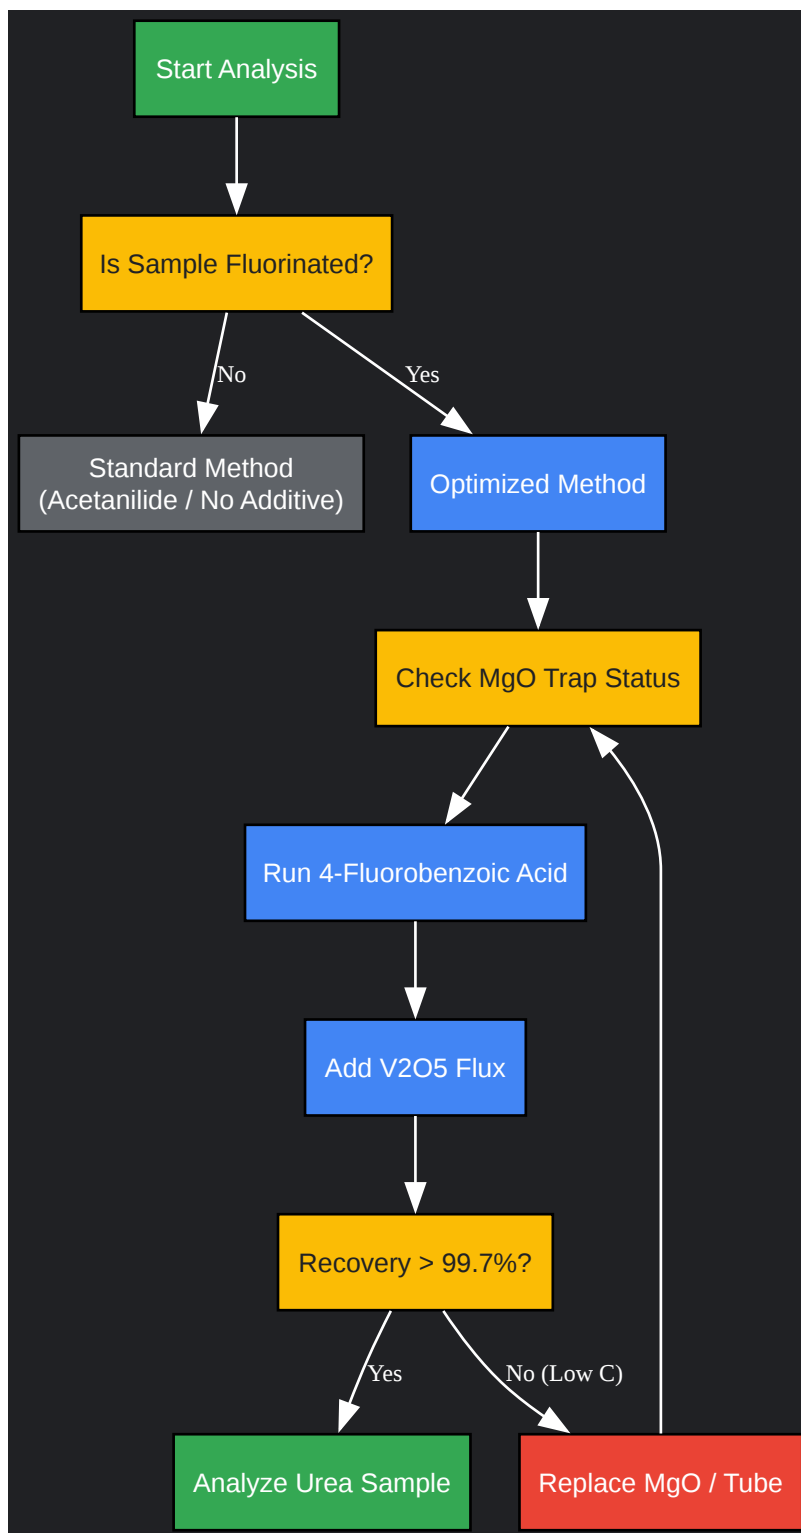 Start Analysis
Is Sample Fluorinated?
No
Yes
Standard Method
(Acetanilide / No Additive)
Optimized Method
Check MgO Trap Status
Run 4-Fluorobenzoic Acid
Add V2O5 Flux
Recovery > 99.7%?
Yes
No (Low C)
Analyze Urea Sample
Replace MgO / Tube